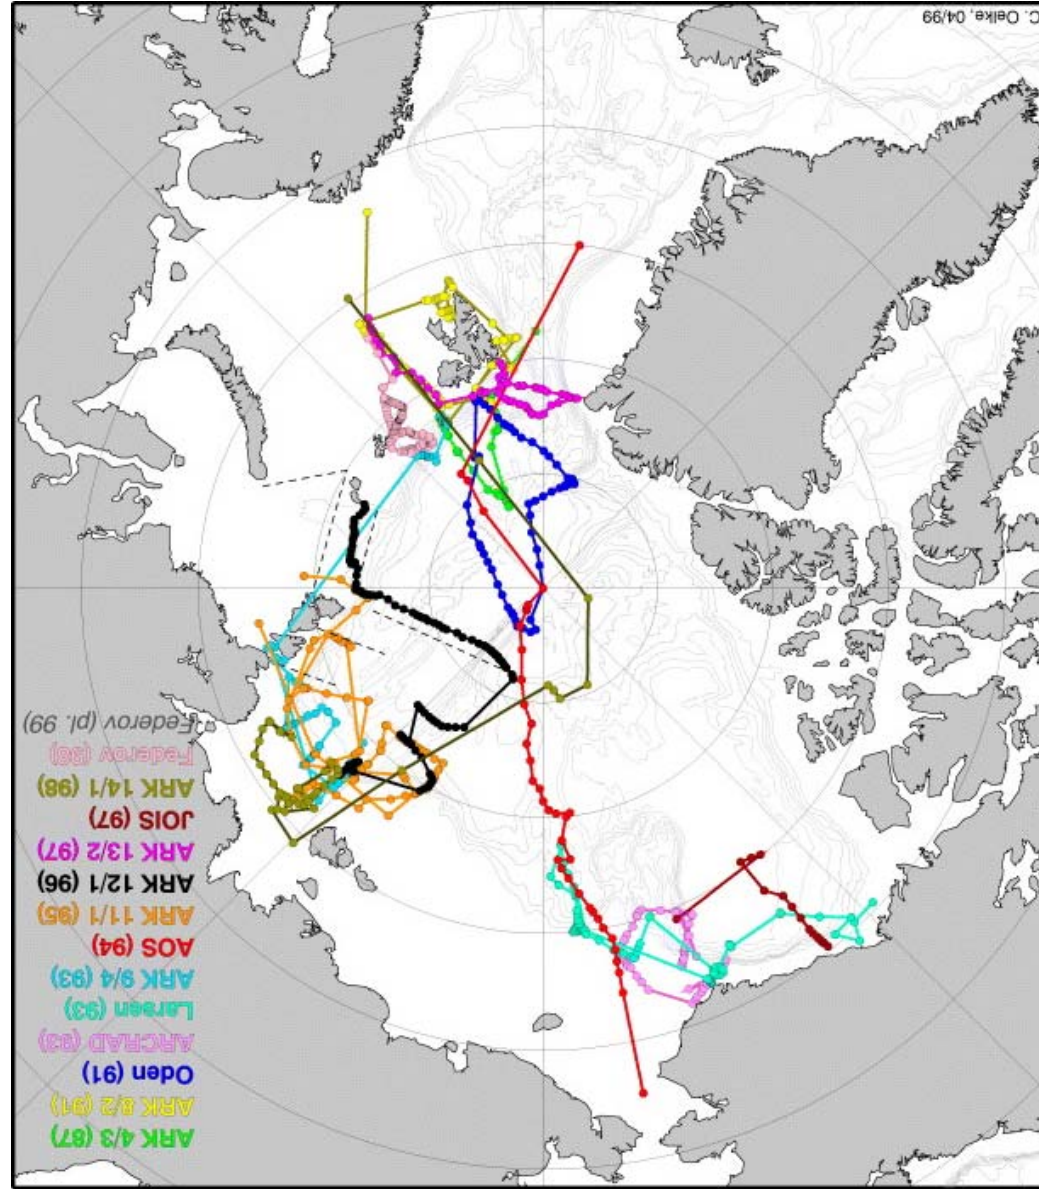 ARK 4/3 (87)
ARK 8/2 (91)
Oden (91)
ARCRAD (93)
Larsen (93)
ARK 9/4 (93)
AOS (94)
ARK 11/1 (95)
ARK 12/1 (96)
ARK 13/2 (97)
JOIS (97)
ARK 14/1 (98)
Federov (98)
Federov (pl. 99)
C. Oelke, 04/99